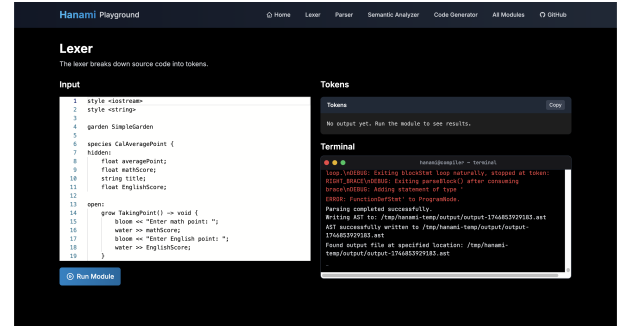 Hanami Playground
Home Lexer Parser Semantic Analyzer Code Generator All Modules GitHub
Lexer
The lexer breaks down source code into tokens.
Input
1 style <iostream>
2 style <string>
3
4 garden SimpleGarden
5
6 species CalAveragePoint {
7 hidden:
8 float averagePoint;
9 float mathScore;
10 string title;
11 float EnglishScore;
12
13 open:
14 grow TakingPoint() -> void {
15 bloom << "Enter math point: ";
16 water >> mathScore;
17 bloom << "Enter English point: ";
18 water >> EnglishScore;
19 }
Run Module
Tokens
Tokens Copy
No output yet. Run the module to see results.
Terminal
hanami@compiler — terminal
loop.\nDEBUG: Exiting blockStmt loop naturally, stopped at token:
RIGHT_BRACE\nDEBUG: Exiting parseBlock() after consuming
brace\nDEBUG: Adding statement of type '
ERROR: FunctionDefStmt' to ProgramNode.
Parsing completed successfully.
Writing AST to: /tmp/hanami-temp/output/output-1746853929183.ast
AST successfully written to /tmp/hanami-temp/output/output-
1746853929183.ast
Found output file at specified location: /tmp/hanami-
temp/output/output-1746853929183.ast